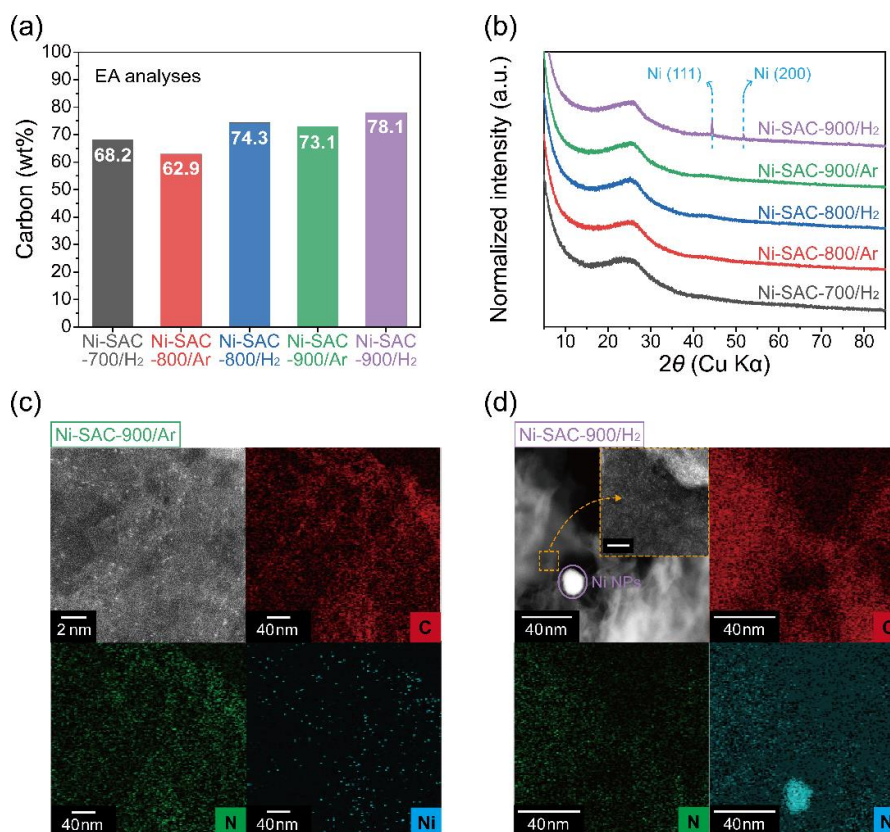 (a)
100
90
80
70
60
50
40
30
20
10
0
Carbon (wt%)
EA analyses
68.2
62.9
74.3
73.1
78.1
Ni-SAC
-700/H₂
Ni-SAC
-800/Ar
Ni-SAC
-800/H₂
Ni-SAC
-900/Ar
Ni-SAC
-900/H₂
(b)
Normalized intensity (a.u.)
Ni (111)
Ni (200)
Ni-SAC-900/H₂
Ni-SAC-900/Ar
Ni-SAC-800/H₂
Ni-SAC-800/Ar
Ni-SAC-700/H₂
10 20 30 40 50 60 70 80
2θ (Cu Kα)
(c)
Ni-SAC-900/Ar
2 nm
40nm
C
40nm
N
40nm
Ni
(d)
Ni-SAC-900/H₂
Ni NPs
40nm
40nm
C
40nm
N
40nm